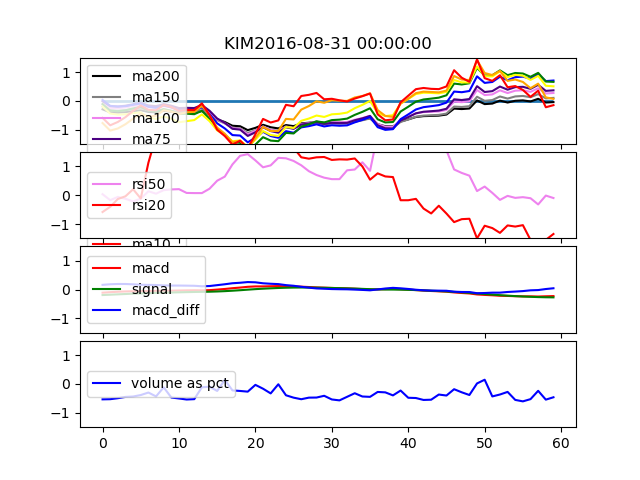 KIM2016-08-31 00:00:00
1
0
−1
ma200
ma150
ma100
ma75
1
0
−1
rsi50
rsi20
ma10
1
0
−1
macd
signal
macd_diff
1
0
−1
volume as pct
0 10 20 30 40 50 60